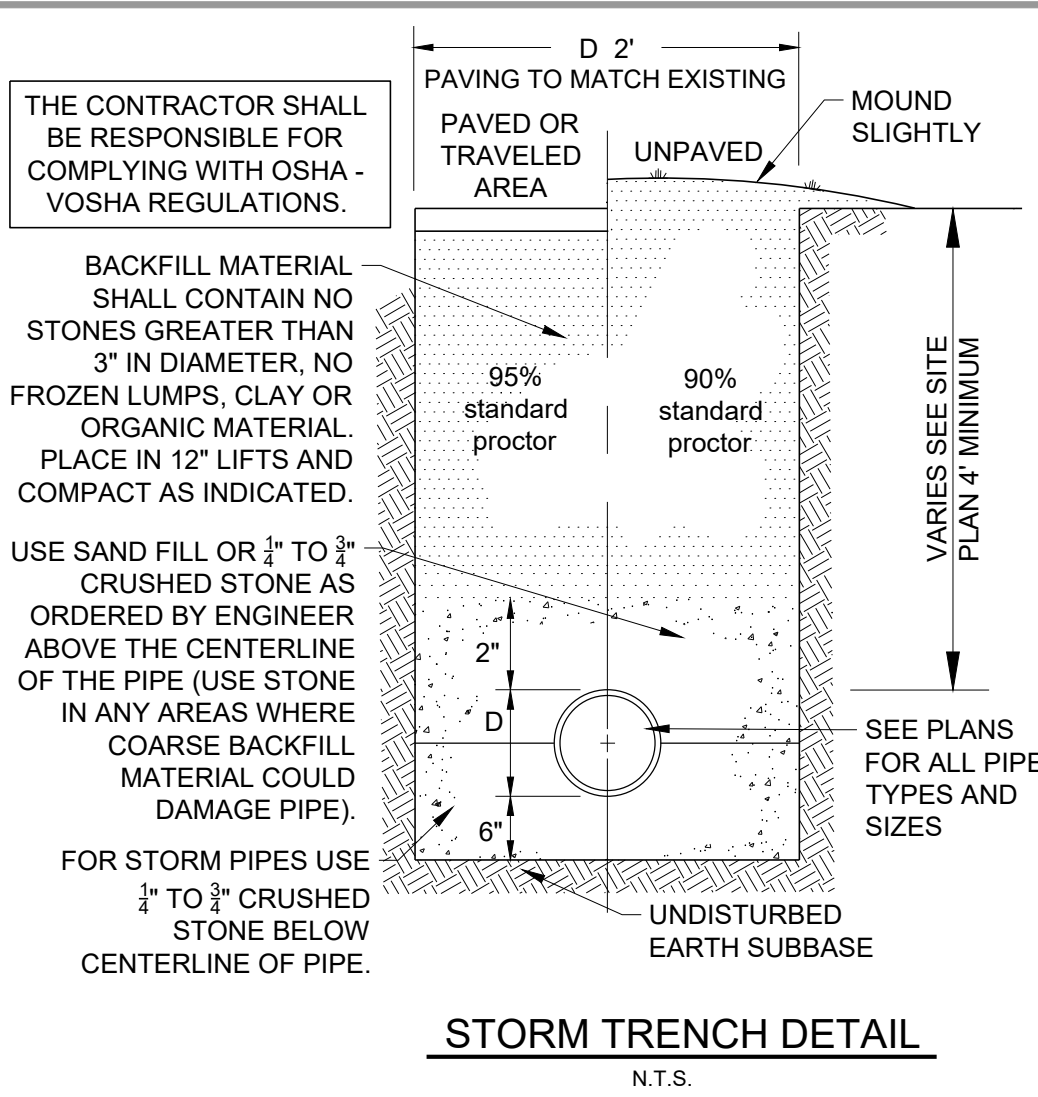 D 2'
PAVING TO MATCH EXISTING
THE CONTRACTOR SHALL
BE RESPONSIBLE FOR
COMPLYING WITH OSHA -
VOSHA REGULATIONS.
PAVED OR
TRAVELED
AREA
UNPAVED
MOUND
SLIGHTLY
BACKFILL MATERIAL
SHALL CONTAIN NO
STONES GREATER THAN
3" IN DIAMETER, NO
FROZEN LUMPS, CLAY OR
ORGANIC MATERIAL.
PLACE IN 12" LIFTS AND
COMPACT AS INDICATED.
95%
standard
proctor
90%
standard
proctor
VARIES SEE SITE
PLAN 4' MINIMUM
USE SAND FILL OR 1/4" TO 3/4"
CRUSHED STONE AS
ORDERED BY ENGINEER
ABOVE THE CENTERLINE
OF THE PIPE (USE STONE
IN ANY AREAS WHERE
COARSE BACKFILL
MATERIAL COULD
DAMAGE PIPE).
2"
D
6"
SEE PLANS
FOR ALL PIPE
TYPES AND
SIZES
FOR STORM PIPES USE
1/4" TO 3/4" CRUSHED
STONE BELOW
CENTERLINE OF PIPE.
UNDISTURBED
EARTH SUBBASE
STORM TRENCH DETAIL
N.T.S.